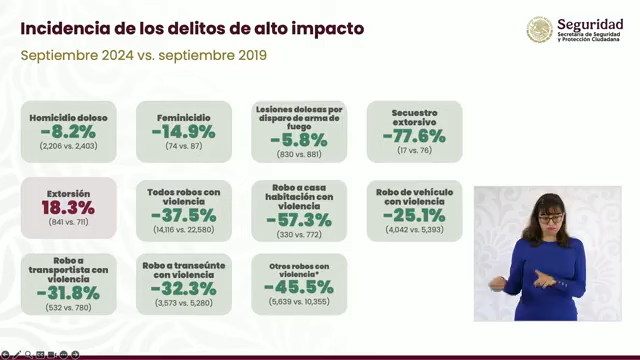 Incidencia de los delitos de alto impacto
Septiembre 2024 vs. septiembre 2019
Seguridad
Secretaría de Seguridad
y Protección Ciudadana
Homicidio doloso
-8.2%
(2,206 vs. 2,403)
Feminicidio
-14.9%
(74 vs. 87)
Lesiones dolosas por
disparo de arma de
fuego
-5.8%
(830 vs. 881)
Secuestro
extorsivo
-77.6%
(17 vs. 76)
Extorsión
18.3%
(841 vs. 711)
Todos robos con
violencia
-37.5%
(14,116 vs. 22,580)
Robo a casa
habitación con
violencia
-57.3%
(330 vs. 772)
Robo de vehículo
con violencia
-25.1%
(4,042 vs. 5,393)
Robo a
transportista con
violencia
-31.8%
(532 vs. 780)
Robo a transeúnte
con violencia
-32.3%
(3,573 vs. 5,280)
Otros robos con
violencia*
-45.5%
(5,639 vs. 10,355)